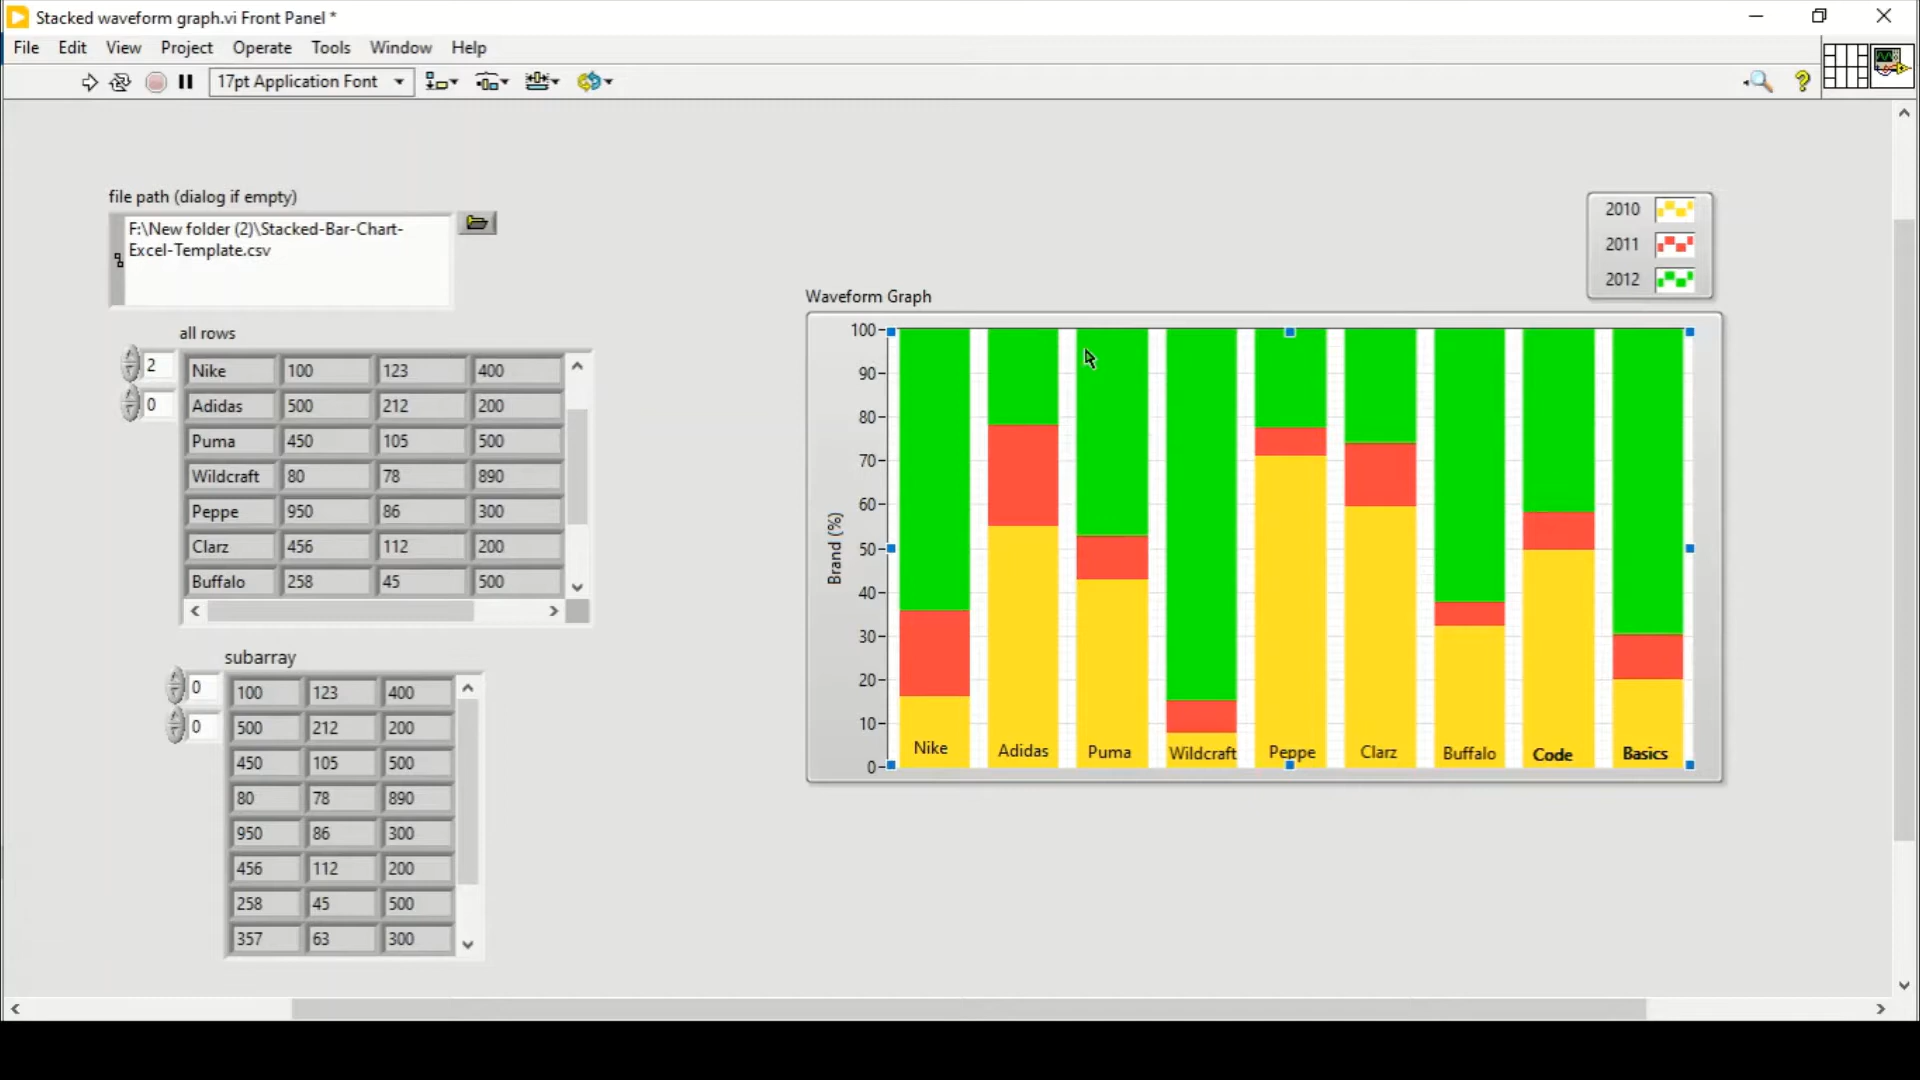 Stacked waveform graph.vi Front Panel *
File Edit View Project Operate Tools Window Help
17pt Application Font
file path (dialog if empty)
F:\New folder (2)\Stacked-Bar-Chart-
Excel-Template.csv
all rows
2
0
Nike 100 123 400
Adidas 500 212 200
Puma 450 105 500
Wildcraft 80 78 890
Peppe 950 86 300
Clarz 456 112 200
Buffalo 258 45 500
subarray
0
0
100 123 400
500 212 200
450 105 500
80 78 890
950 86 300
456 112 200
258 45 500
357 63 300
2010
2011
2012
Waveform Graph
Brand (%)
100
90
80
70
60
50
40
30
20
10
0
Nike Adidas Puma Wildcraft Peppe Clarz Buffalo Code Basics